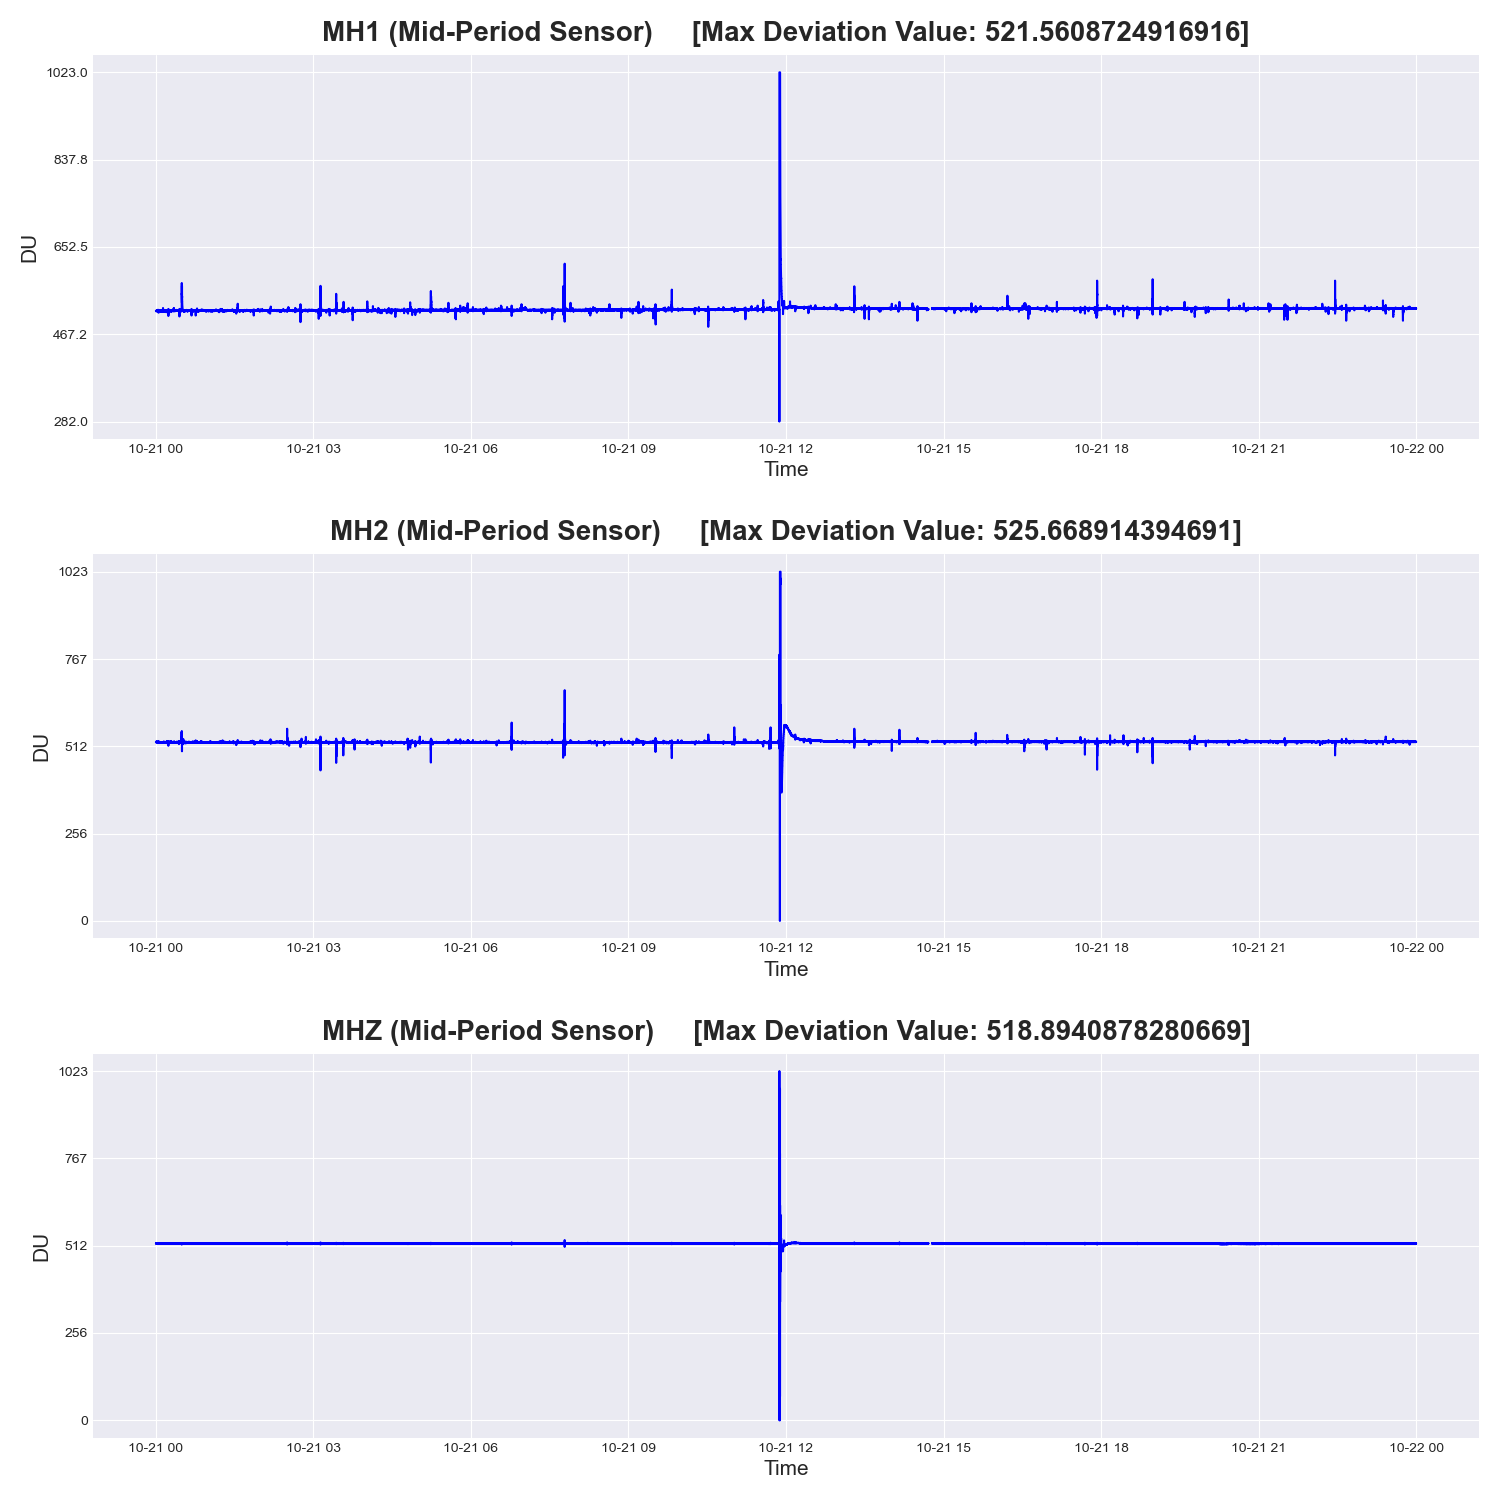 MH1 (Mid-Period Sensor) [Max Deviation Value: 521.5608724916916]
1023.0
837.8
652.5
467.2
282.0
DU
10-21 00 10-21 03 10-21 06 10-21 09 10-21 12 10-21 15 10-21 18 10-21 21 10-22 00
Time
MH2 (Mid-Period Sensor) [Max Deviation Value: 525.668914394691]
1023
767
512
256
0
DU
10-21 00 10-21 03 10-21 06 10-21 09 10-21 12 10-21 15 10-21 18 10-21 21 10-22 00
Time
MHZ (Mid-Period Sensor) [Max Deviation Value: 518.8940878280669]
1023
767
512
256
0
DU
10-21 00 10-21 03 10-21 06 10-21 09 10-21 12 10-21 15 10-21 18 10-21 21 10-22 00
Time